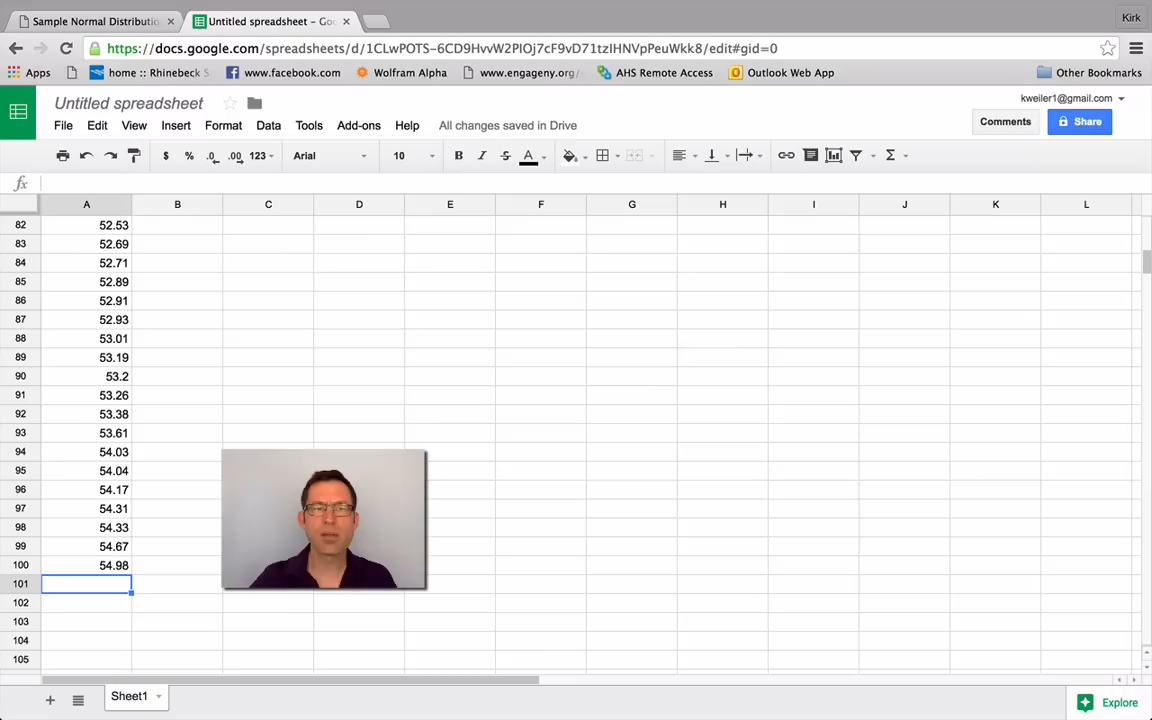 Sample Normal Distributio
Untitled spreadsheet – Go
Kirk
https://docs.google.com/spreadsheets/d/1CLwPOTS-6CD9HvvW2PIOj7cF9vD71tzIHNVpPeuWkk8/edit#gid=0
Apps home :: Rhinebeck www.facebook.com Wolfram Alpha www.engageny.org/ AHS Remote Access Outlook Web App Other Bookmarks
Untitled spreadsheet
kweiler1@gmail.com
File Edit View Insert Format Data Tools Add-ons Help All changes saved in Drive
Comments Share
$ % .0 .00 123 Arial 10 B I S A Σ
fx
A B C D E F G H I J K L
82 52.53
83 52.69
84 52.71
85 52.89
86 52.91
87 52.93
88 53.01
89 53.19
90 53.2
91 53.26
92 53.38
93 53.61
94 54.03
95 54.04
96 54.17
97 54.31
98 54.33
99 54.67
100 54.98
101
102
103
104
105
Sheet1
Explore